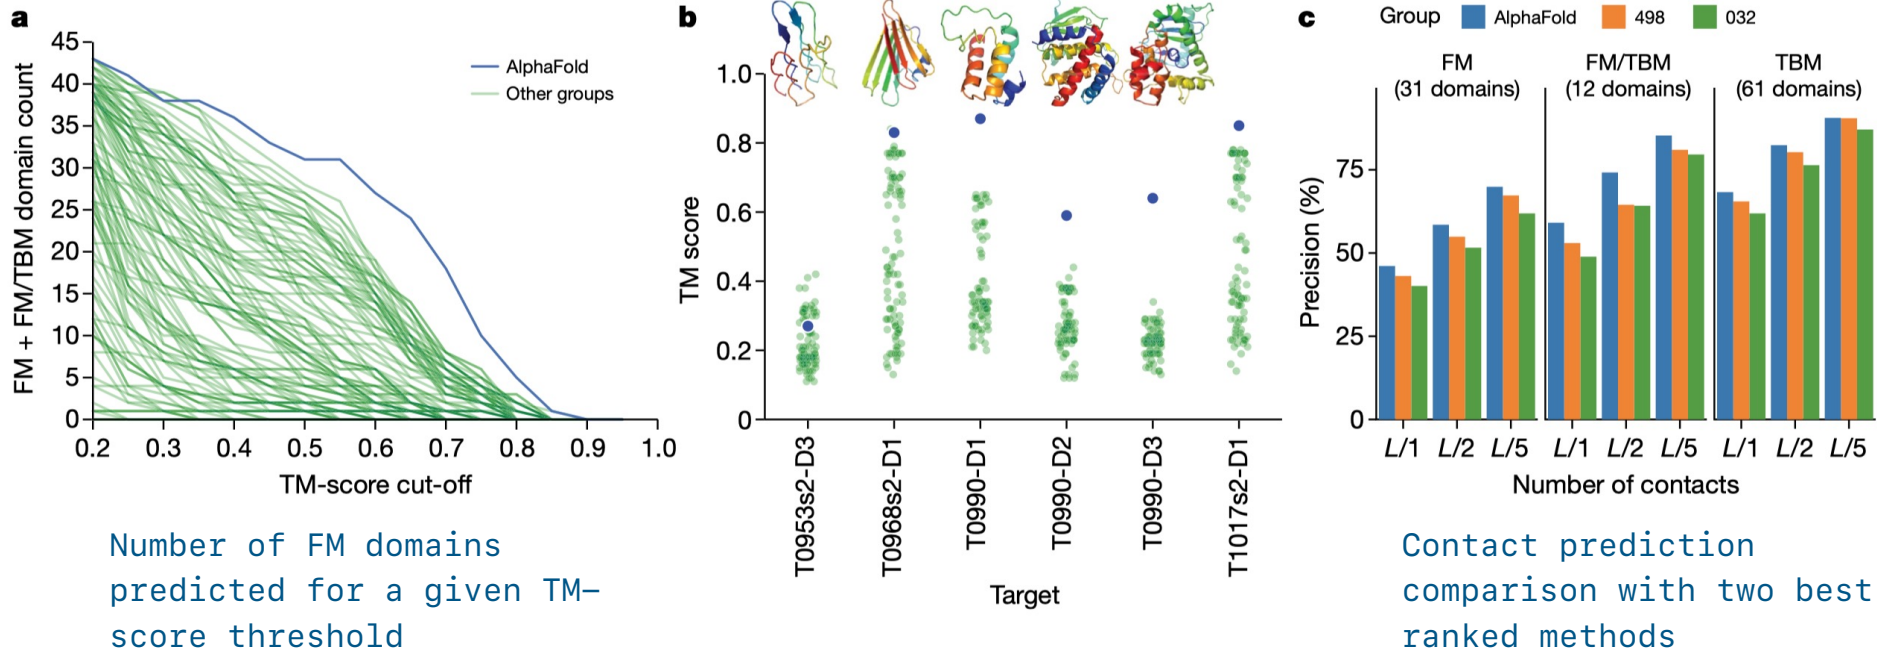 a
FM + FM/TBM domain count
45
40
35
30
25
20
15
10
5
0
0.2 0.3 0.4 0.5 0.6 0.7 0.8 0.9 1.0
TM-score cut-off
AlphaFold
Other groups
Number of FM domains
predicted for a given TM-
score threshold
b
TM score
1.0
0.8
0.6
0.4
0.2
0
T0953s2-D3
T0968s2-D1
T0990-D1
T0990-D2
T0990-D3
T1017s2-D1
Target
c
Group AlphaFold 498 032
FM
(31 domains)
FM/TBM
(12 domains)
TBM
(61 domains)
Precision (%)
75
50
25
0
L/1 L/2 L/5 L/1 L/2 L/5 L/1 L/2 L/5
Number of contacts
Contact prediction
comparison with two best
ranked methods